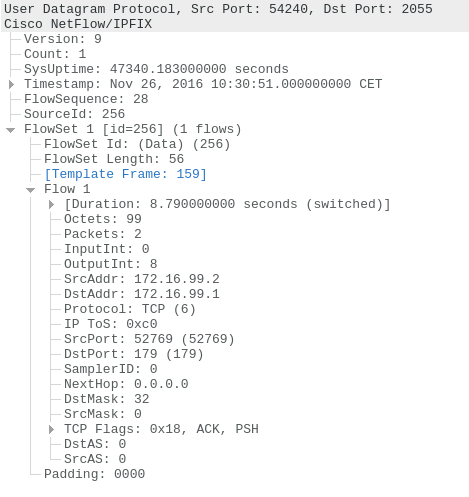 User Datagram Protocol, Src Port: 54240, Dst Port: 2055
Cisco NetFlow/IPFIX
Version: 9
Count: 1
SysUptime: 47340.183000000 seconds
Timestamp: Nov 26, 2016 10:30:51.000000000 CET
FlowSequence: 28
SourceId: 256
FlowSet 1 [id=256] (1 flows)
FlowSet Id: (Data) (256)
FlowSet Length: 56
[Template Frame: 159]
Flow 1
[Duration: 8.790000000 seconds (switched)]
Octets: 99
Packets: 2
InputInt: 0
OutputInt: 8
SrcAddr: 172.16.99.2
DstAddr: 172.16.99.1
Protocol: TCP (6)
IP ToS: 0xc0
SrcPort: 52769 (52769)
DstPort: 179 (179)
SamplerID: 0
NextHop: 0.0.0.0
DstMask: 32
SrcMask: 0
TCP Flags: 0x18, ACK, PSH
DstAS: 0
SrcAS: 0
Padding: 0000